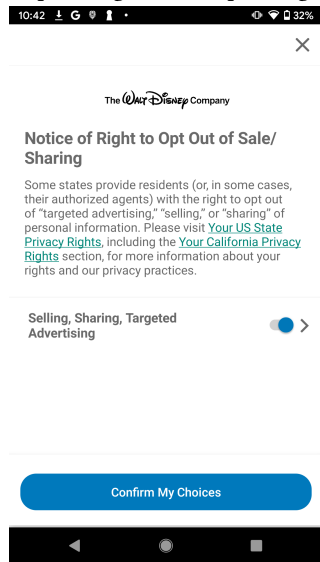 10:42
32%
The WALT DISNEY Company
Notice of Right to Opt Out of Sale/
Sharing
Some states provide residents (or, in some cases,
their authorized agents) with the right to opt out
of “targeted advertising,” “selling,” or “sharing” of
personal information. Please visit Your US State
Privacy Rights, including the Your California Privacy
Rights section, for more information about your
rights and our privacy practices.
Selling, Sharing, Targeted
Advertising
Confirm My Choices